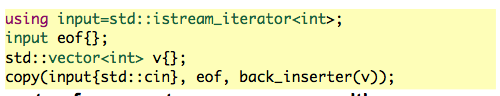 using input=std::istream_iterator<int>;
input eof{};
std::vector<int> v{};
copy(input{std::cin}, eof, back_inserter(v));